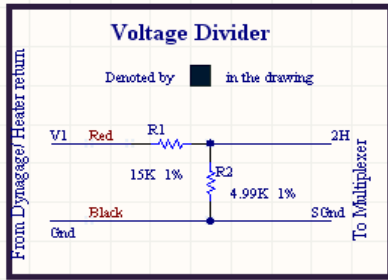 Voltage Divider
Denoted by in the drawing
From Dynagage/ Heater return
V1 Red R1 2H
15K 1% R2
4.99K 1%
Black SGnd
Gnd
To Multiplexer